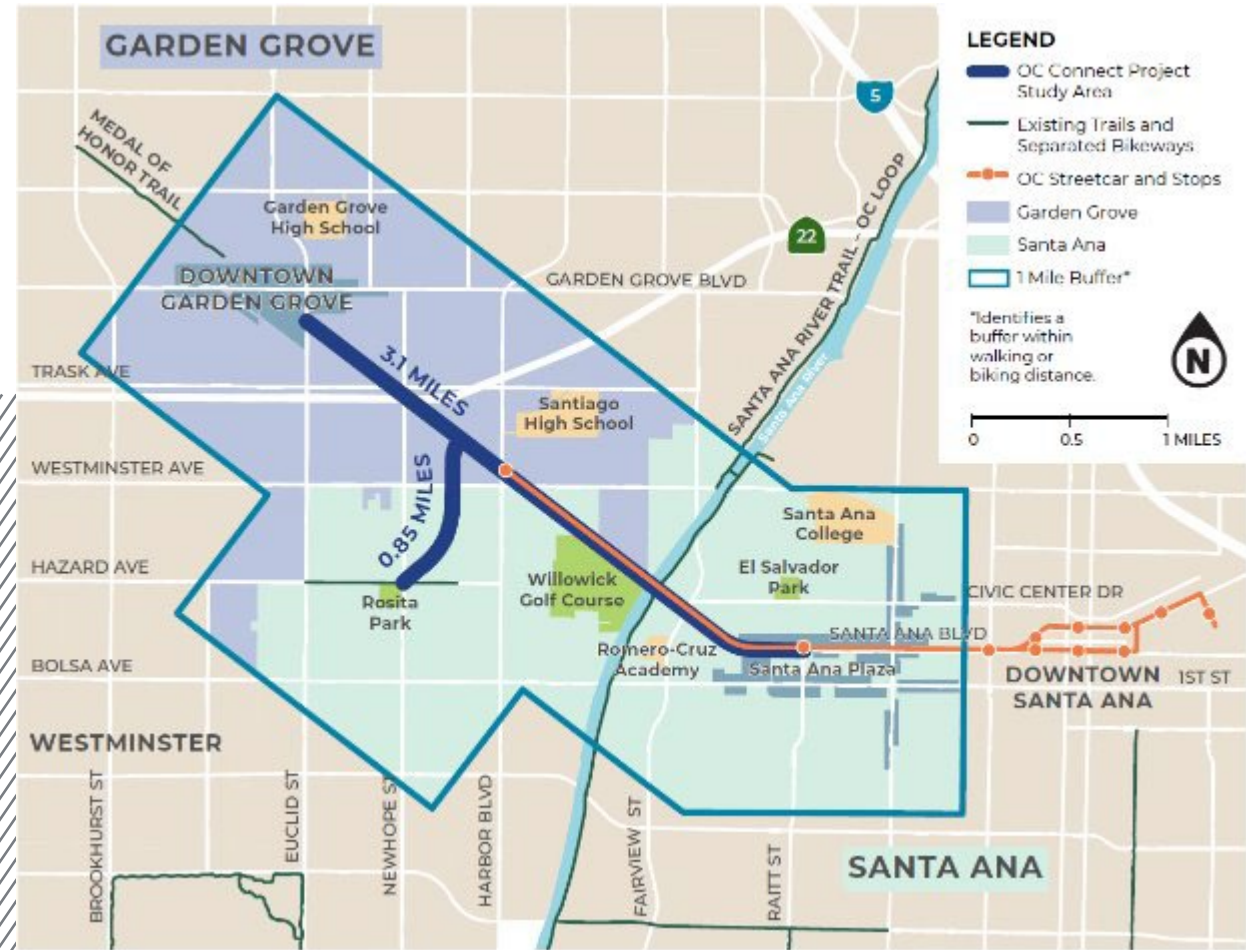 GARDEN GROVE
MEDAL OF
HONOR TRAIL
Garden Grove
High School
DOWNTOWN
GARDEN GROVE
GARDEN GROVE BLVD
5
22
SANTA ANA RIVER TRAIL - OC LOOP
Santa Ana River
TRASK AVE
3.1 MILES
Santiago
High School
WESTMINSTER AVE
0.85 MILES
Santa Ana
College
HAZARD AVE
Rosita
Park
Willowick
Golf Course
El Salvador
Park
CIVIC CENTER DR
SANTA ANA BLVD
Romero-Cruz
Academy
Santa Ana Plaza
BOLSA AVE
DOWNTOWN
SANTA ANA
1ST ST
WESTMINSTER
BROOKHURST ST
EUCLID ST
NEWHOPE ST
HARBOR BLVD
FAIRVIEW ST
RAITT ST
SANTA ANA
LEGEND
OC Connect Project
Study Area
Existing Trails and
Separated Bikeways
OC Streetcar and Stops
Garden Grove
Santa Ana
1 Mile Buffer*
*Identifies a
buffer within
walking or
biking distance.
N
0 0.5 1 MILES